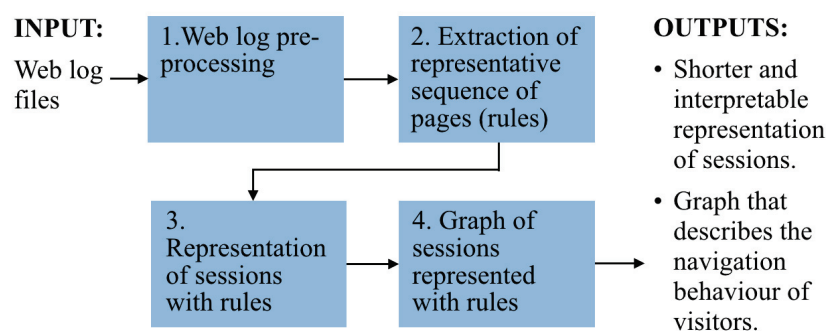 INPUT:
Web log
files
1.Web log pre-
processing
2. Extraction of
representative
sequence of
pages (rules)
3.
Representation
of sessions
with rules
4. Graph of
sessions
represented
with rules
OUTPUTS:
• Shorter and
interpretable
representation
of sessions.
• Graph that
describes the
navigation
behaviour of
visitors.